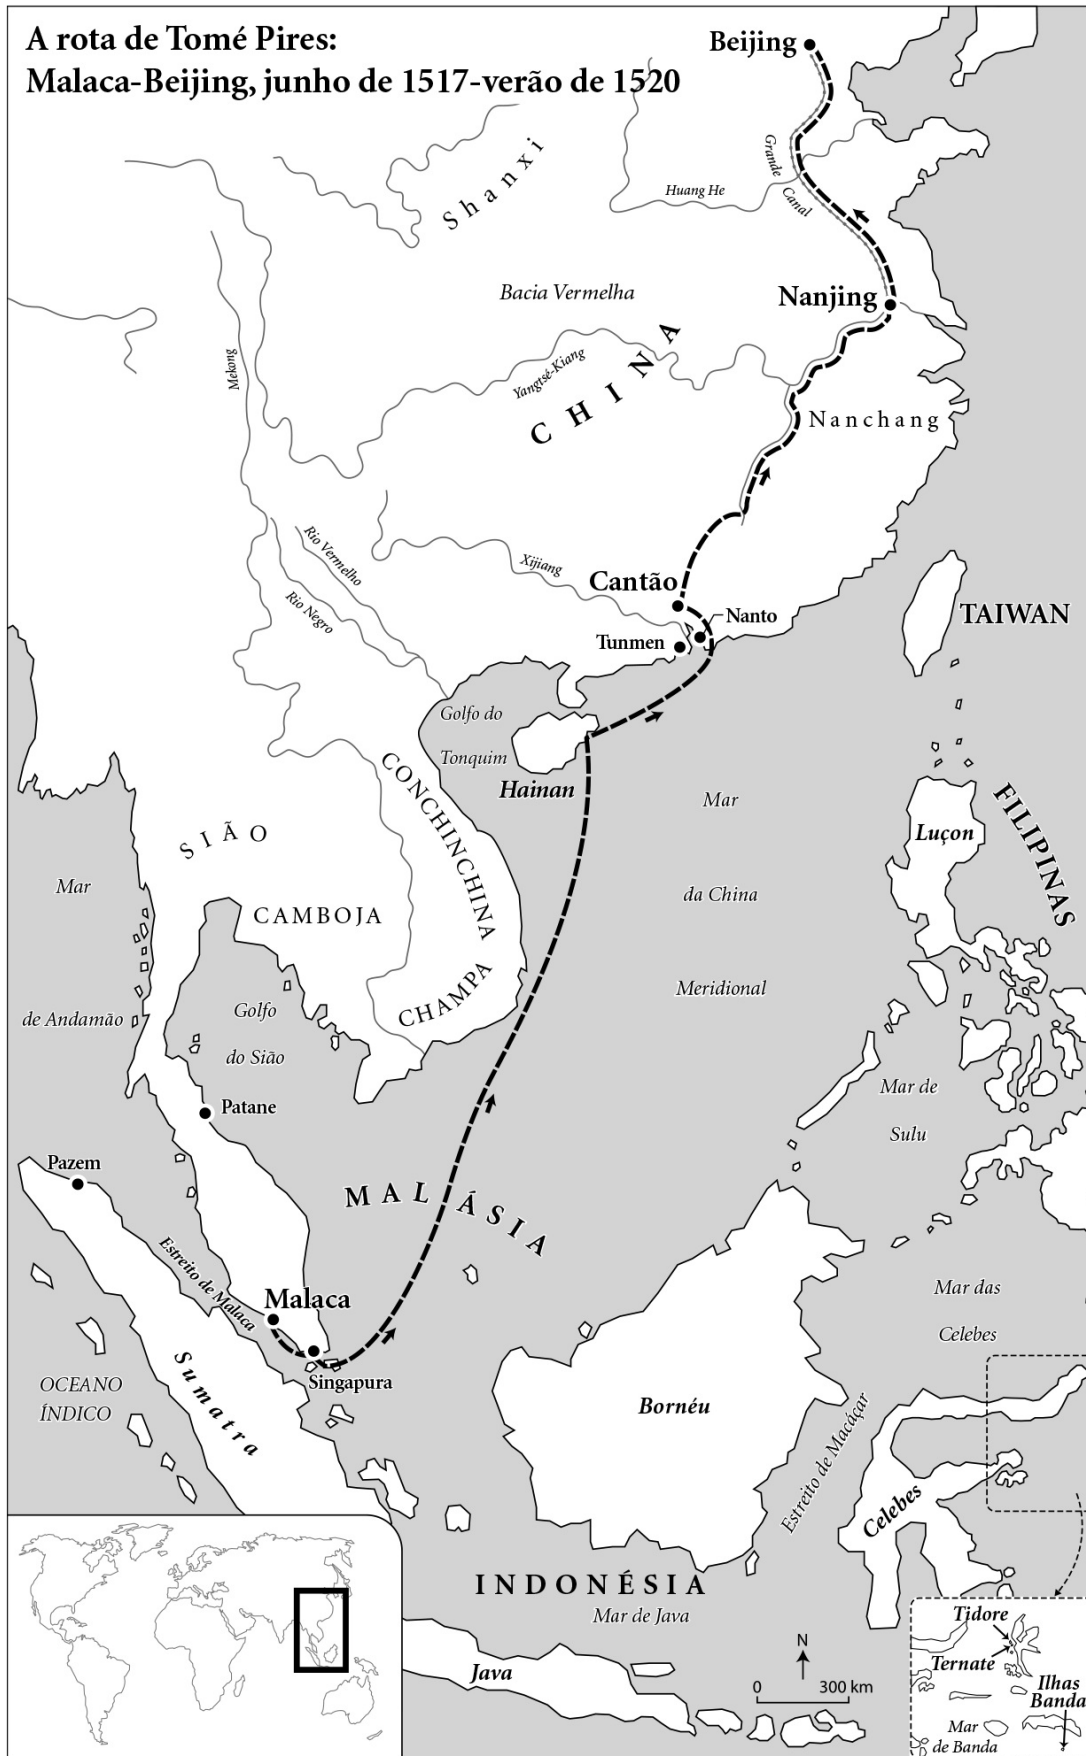 A rota de Tomé Pires:
Malaca-Beijing, junho de 1517-verão de 1520
Beijing
Grande
Canal
Shanxi
Huang He
Bacia Vermelha
Nanjing
Mekong
Yangtsé-Kiang
CHINA
Nanchang
Rio Vermelho
Rio Negro
Xijiang
Cantão
Nanto
Tunmen
TAIWAN
Golfo do
Tonquim
Hainan
CONCHINCHINA
Mar
da China
Meridional
Luçon
FILIPINAS
SIÃO
CAMBOJA
CHAMPA
Mar
de Andamão
Golfo
do Sião
Patane
Mar de
Sulu
Pazem
MALÁSIA
Estreito de Malaca
Malaca
Singapura
Sumatra
OCEANO
ÍNDICO
Mar das
Celebes
Bornéu
Estreito de Macáçar
Celebes
INDONÉSIA
Mar de Java
Java
N
0 300 km
Tidore
Ternate
Ilhas
Banda
Mar
de Banda